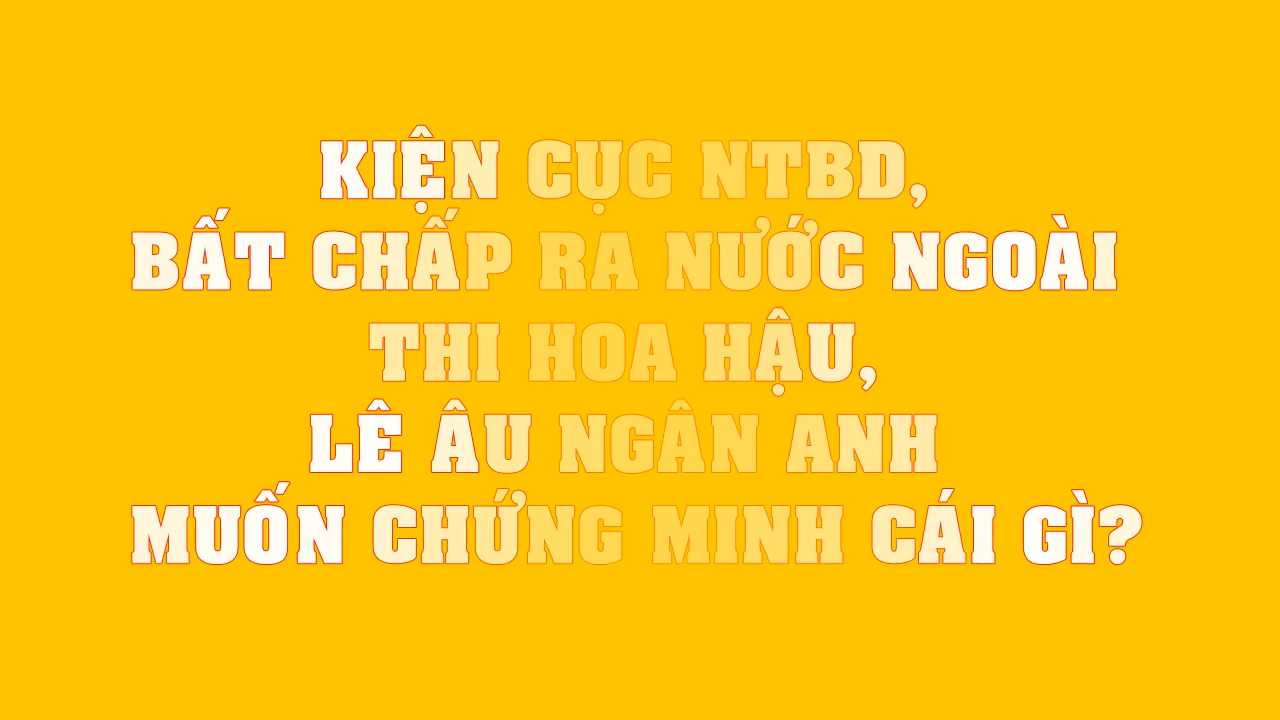 KIỆN CỤC NTBD,
BẤT CHẤP RA NƯỚC NGOÀI
THI HOA HẬU,
LÊ ÂU NGÂN ANH
MUỐN CHỨNG MINH CÁI GÌ?